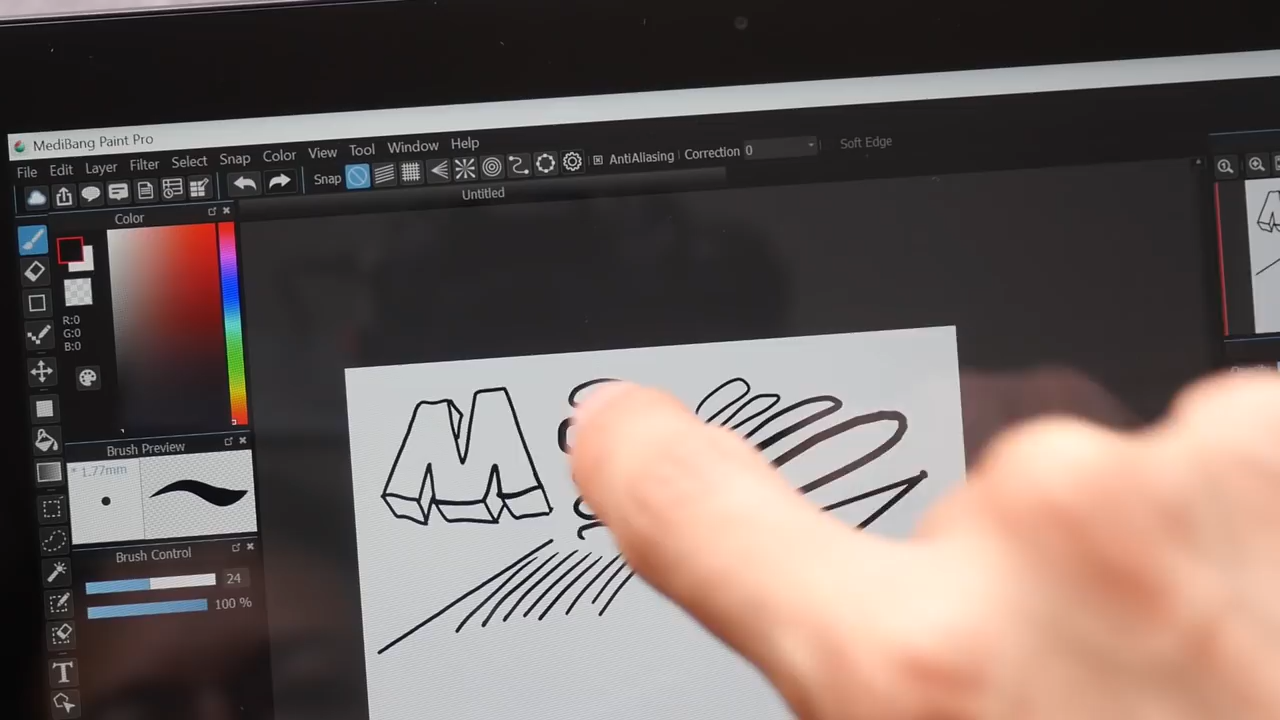 MediBang Paint Pro
File Edit Layer Filter Select Snap Color View Tool Window Help
Snap AntiAliasing Correction 0 Soft Edge
Untitled
Color
R:0
G:0
B:0
Brush Preview
* 1.77mm
Brush Control
24
100 %
T
M